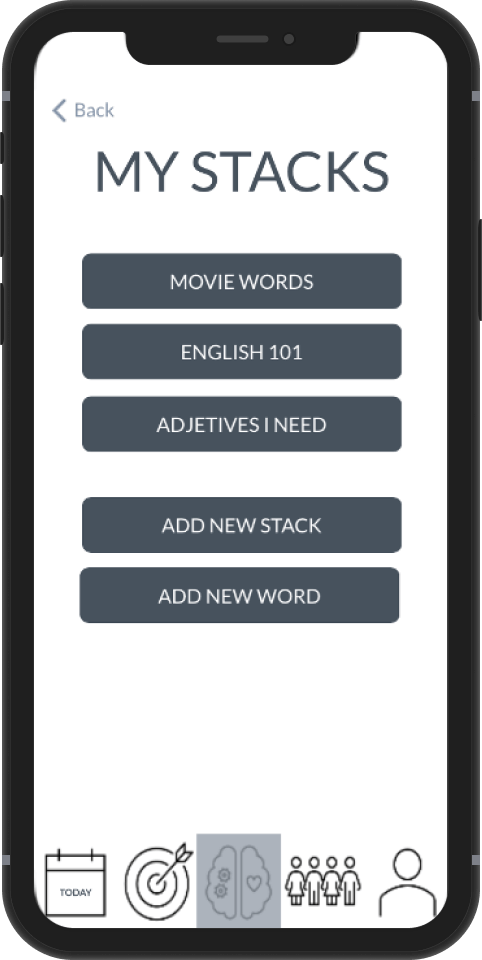 Back
MY STACKS
MOVIE WORDS
ENGLISH 101
ADJETIVES I NEED
ADD NEW STACK
ADD NEW WORD
TODAY